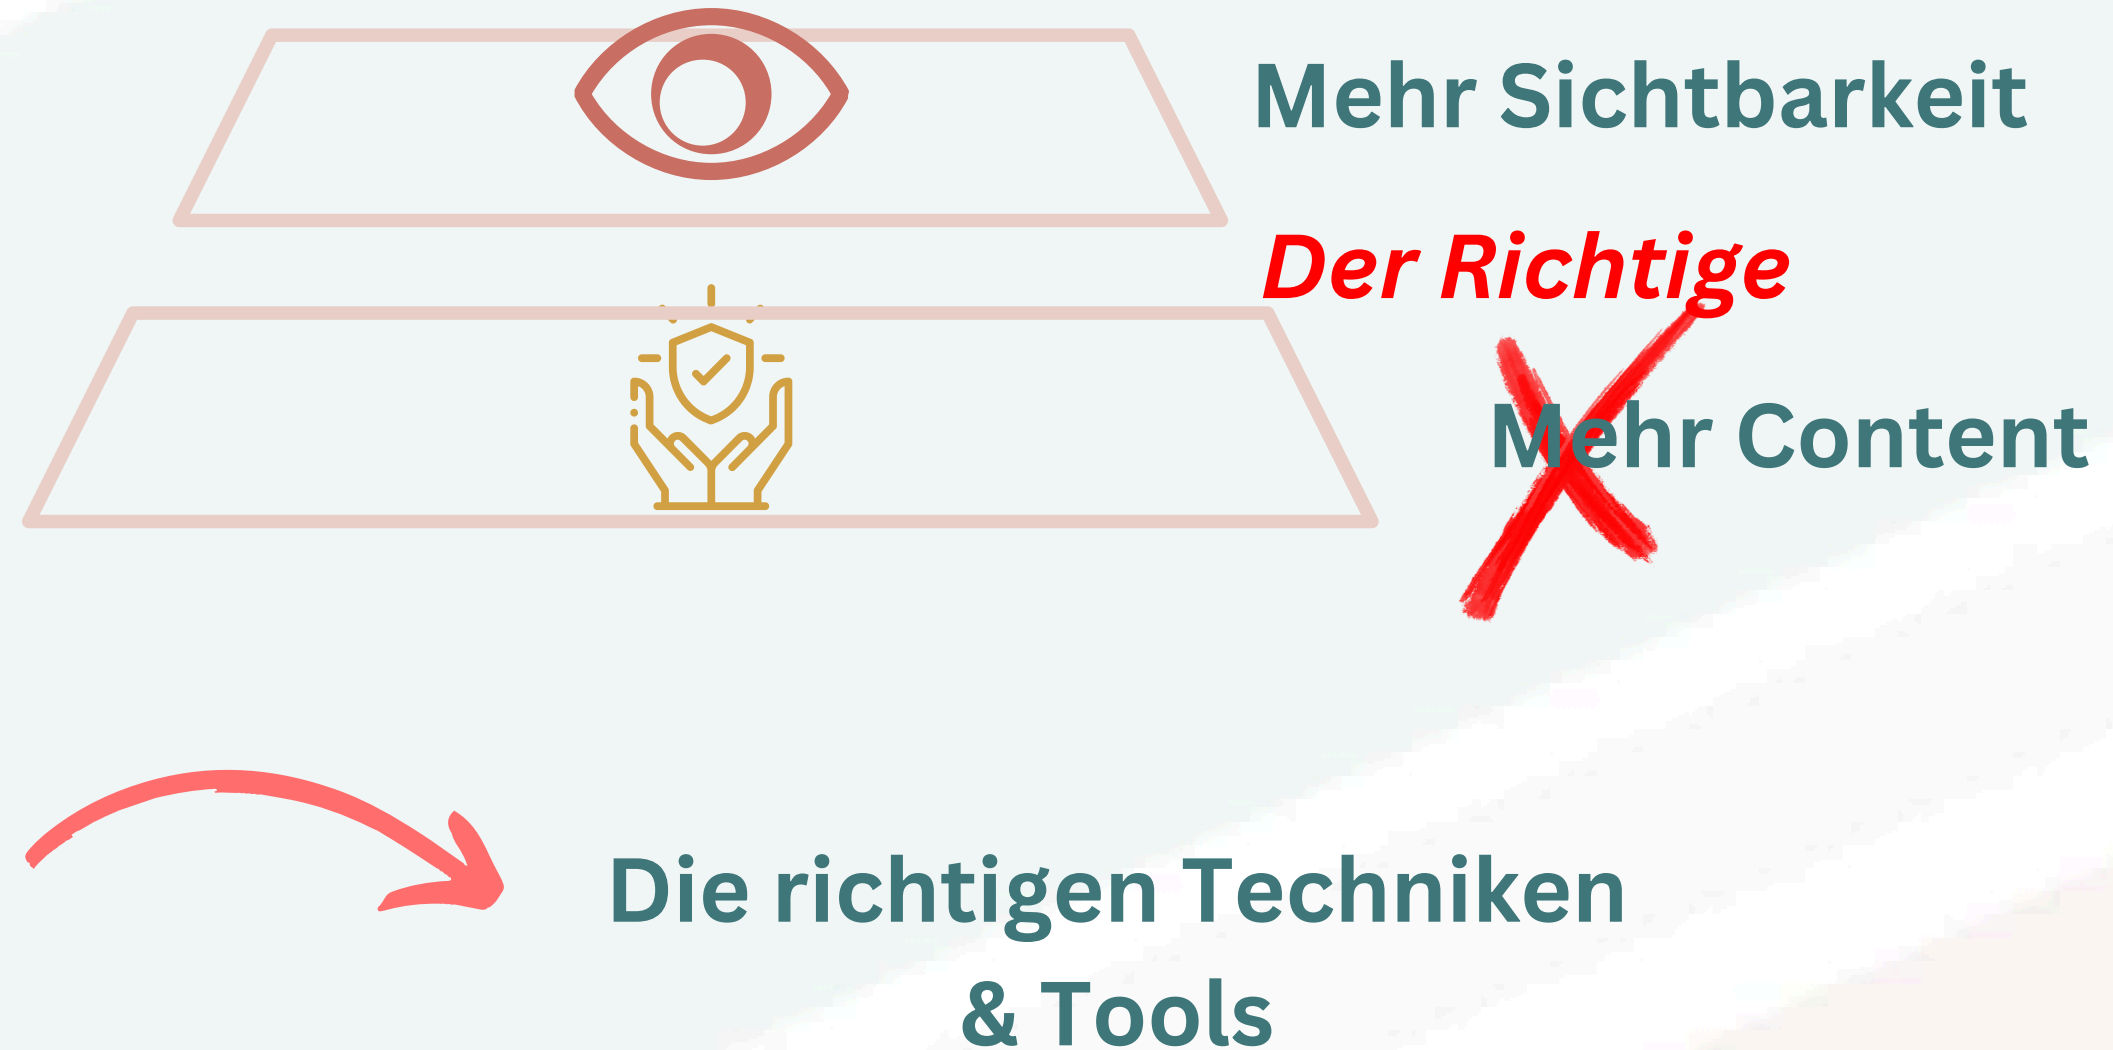 Mehr Sichtbarkeit
Der Richtige
Mehr Content
Die richtigen Techniken
& Tools